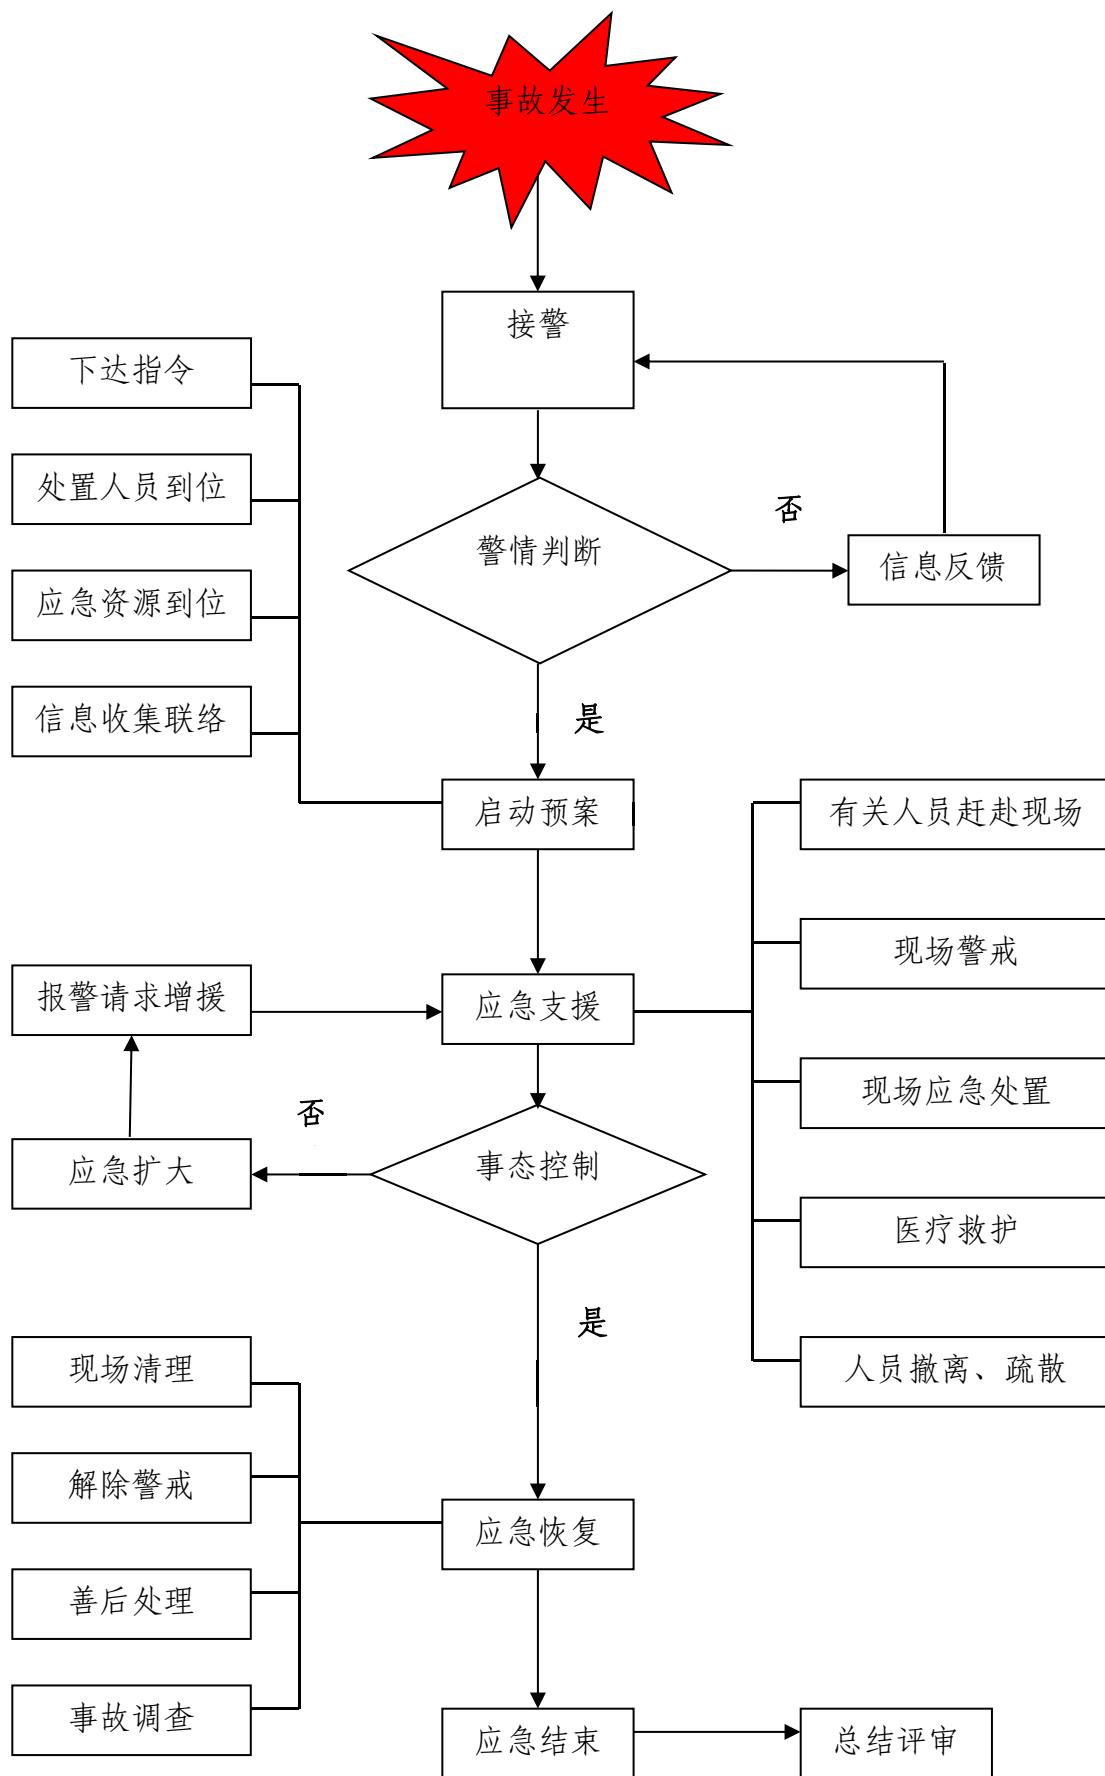 事故发生
接警
下达指令
处置人员到位
否
警情判断
信息反馈
应急资源到位
信息收集联络
是
启动预案
有关人员赶赴现场
现场警戒
报警请求增援
应急支援
现场应急处置
否
应急扩大
事态控制
医疗救护
是
现场清理
人员撤离、疏散
解除警戒
应急恢复
善后处理
事故调查
应急结束
总结评审